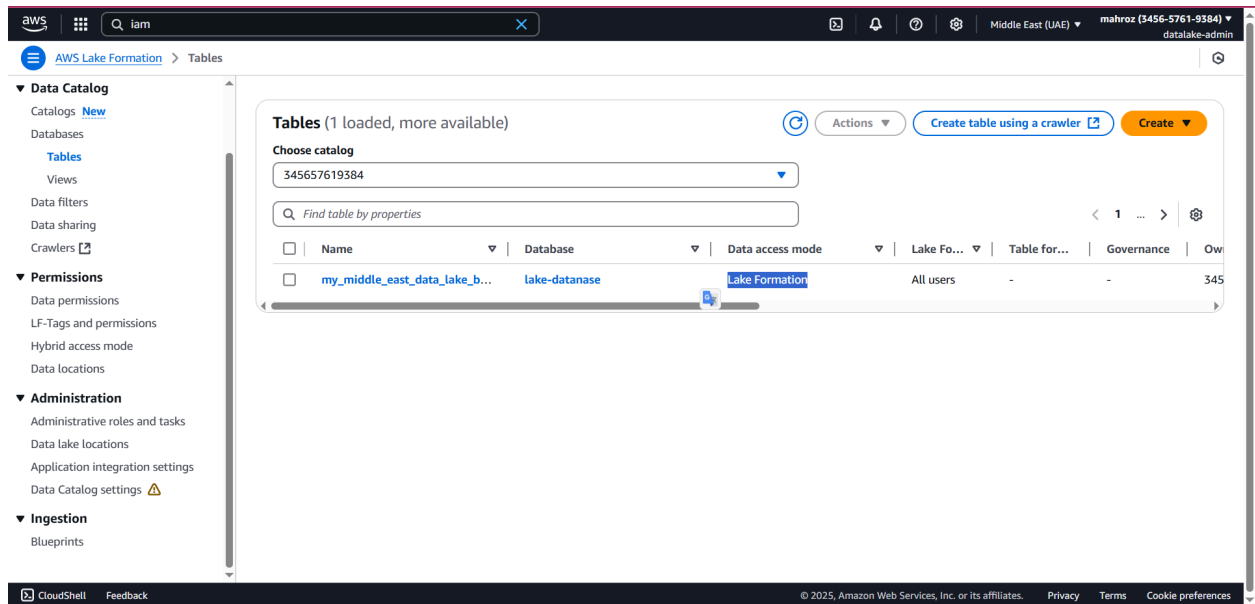 aws
iam
Middle East (UAE)
mahroz (3456-5761-9384)
datalake-admin
AWS Lake Formation > Tables
Data Catalog
Catalogs New
Databases
Tables
Views
Data filters
Data sharing
Crawlers
Permissions
Data permissions
LF-Tags and permissions
Hybrid access mode
Data locations
Administration
Administrative roles and tasks
Data lake locations
Application integration settings
Data Catalog settings
Ingestion
Blueprints
Tables (1 loaded, more available)
Actions
Create table using a crawler
Create
Choose catalog
345657619384
Find table by properties
< 1 ... >
Name | Database | Data access mode | Lake Fo... | Table for... | Governance | Ow
my_middle_east_data_lake_b... lake-datanase Lake Formation All users - - 345
CloudShell Feedback © 2025, Amazon Web Services, Inc. or its affiliates. Privacy Terms Cookie preferences